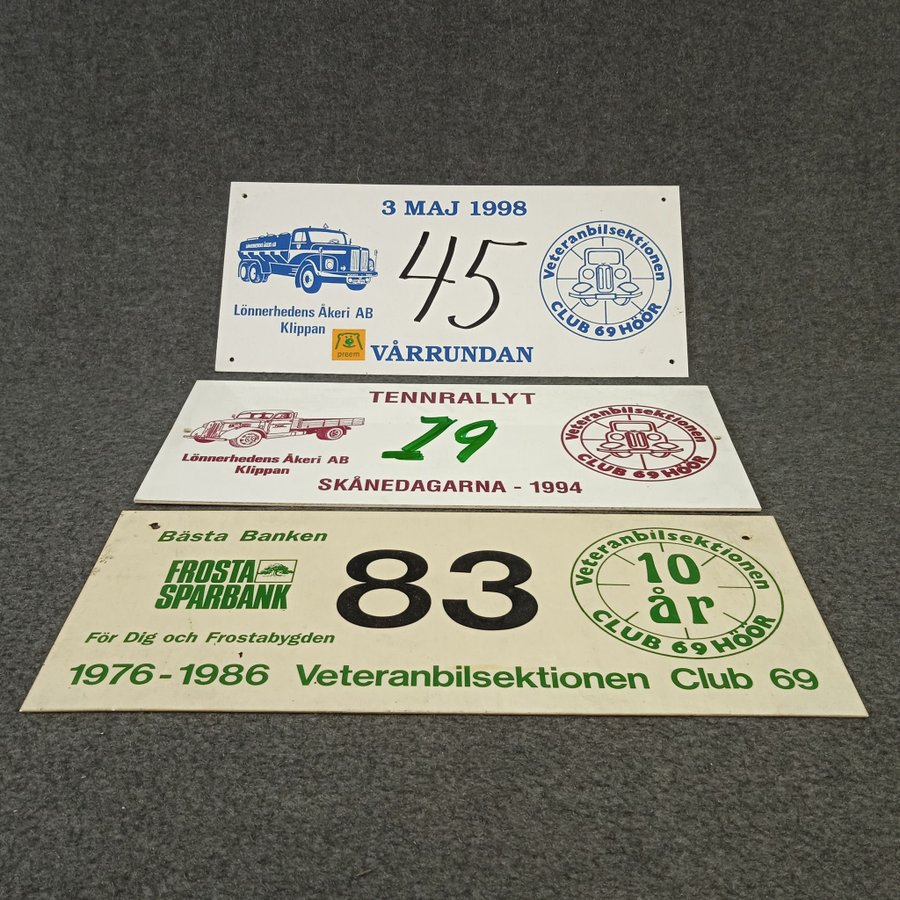 3 MAJ 1998
45
Lönnerhedens Åkeri AB
Klippan
preem
VÅRRUNDAN
Veteranbilsektionen
CLUB 69 HÖÖR
TENNRALLYT
19
Lönnerhedens Åkeri AB
Klippan
SKÅNEDAGARNA - 1994
Veteranbilsektionen
CLUB 69 HÖÖR
Bästa Banken
FROSTA
SPARBANK
För Dig och Frostabygden
83
Veteranbilsektionen
10
år
CLUB 69 HÖÖR
1976-1986 Veteranbilsektionen Club 69